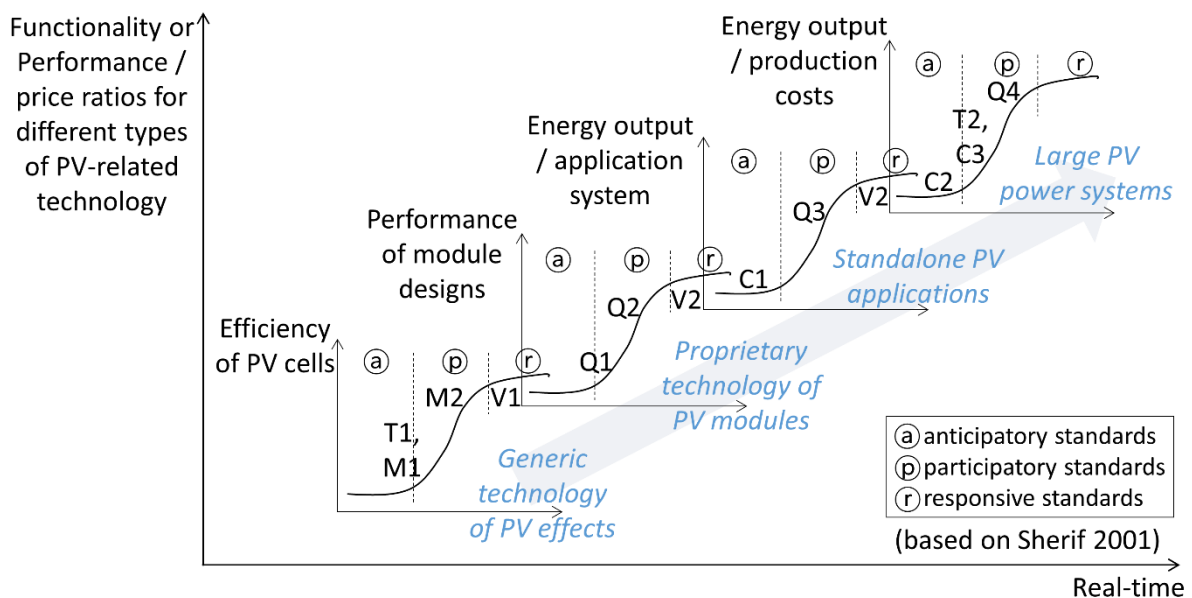 Functionality or
Performance /
price ratios for
different types
of PV-related
technology
Energy output
/ production
costs
ⓐ ⓟ ⓡ
Q4
T2,
C3
C2
Large PV
power systems
Energy output
/ application
system
ⓐ ⓟ ⓡ
Q3
V2
C1
Standalone PV
applications
Performance
of module
designs
ⓐ ⓟ ⓡ
Q2
V2
Q1
Proprietary
technology of
PV modules
Efficiency
of PV cells
ⓐ ⓟ ⓡ
M2
V1
T1,
M1
Generic
technology
of PV effects
ⓐ anticipatory standards
ⓟ participatory standards
ⓡ responsive standards
(based on Sherif 2001)
Real-time